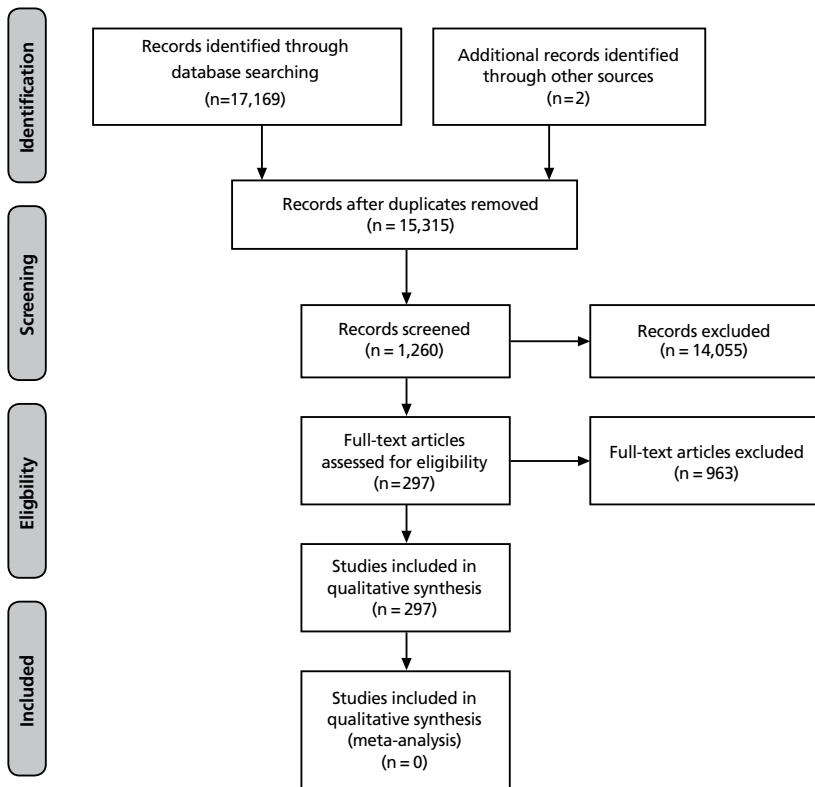 Identification
Records identified through
database searching
(n=17,169)
Additional records identified
through other sources
(n=2)
Records after duplicates removed
(n = 15,315)
Screening
Records screened
(n = 1,260)
Records excluded
(n = 14,055)
Eligbility
Full-text articles
assessed for eligibility
(n=297)
Full-text articles excluded
(n = 963)
Studies included in
qualitative synthesis
(n = 297)
Included
Studies included in
qualitative synthesis
(meta-analysis)
(n = 0)